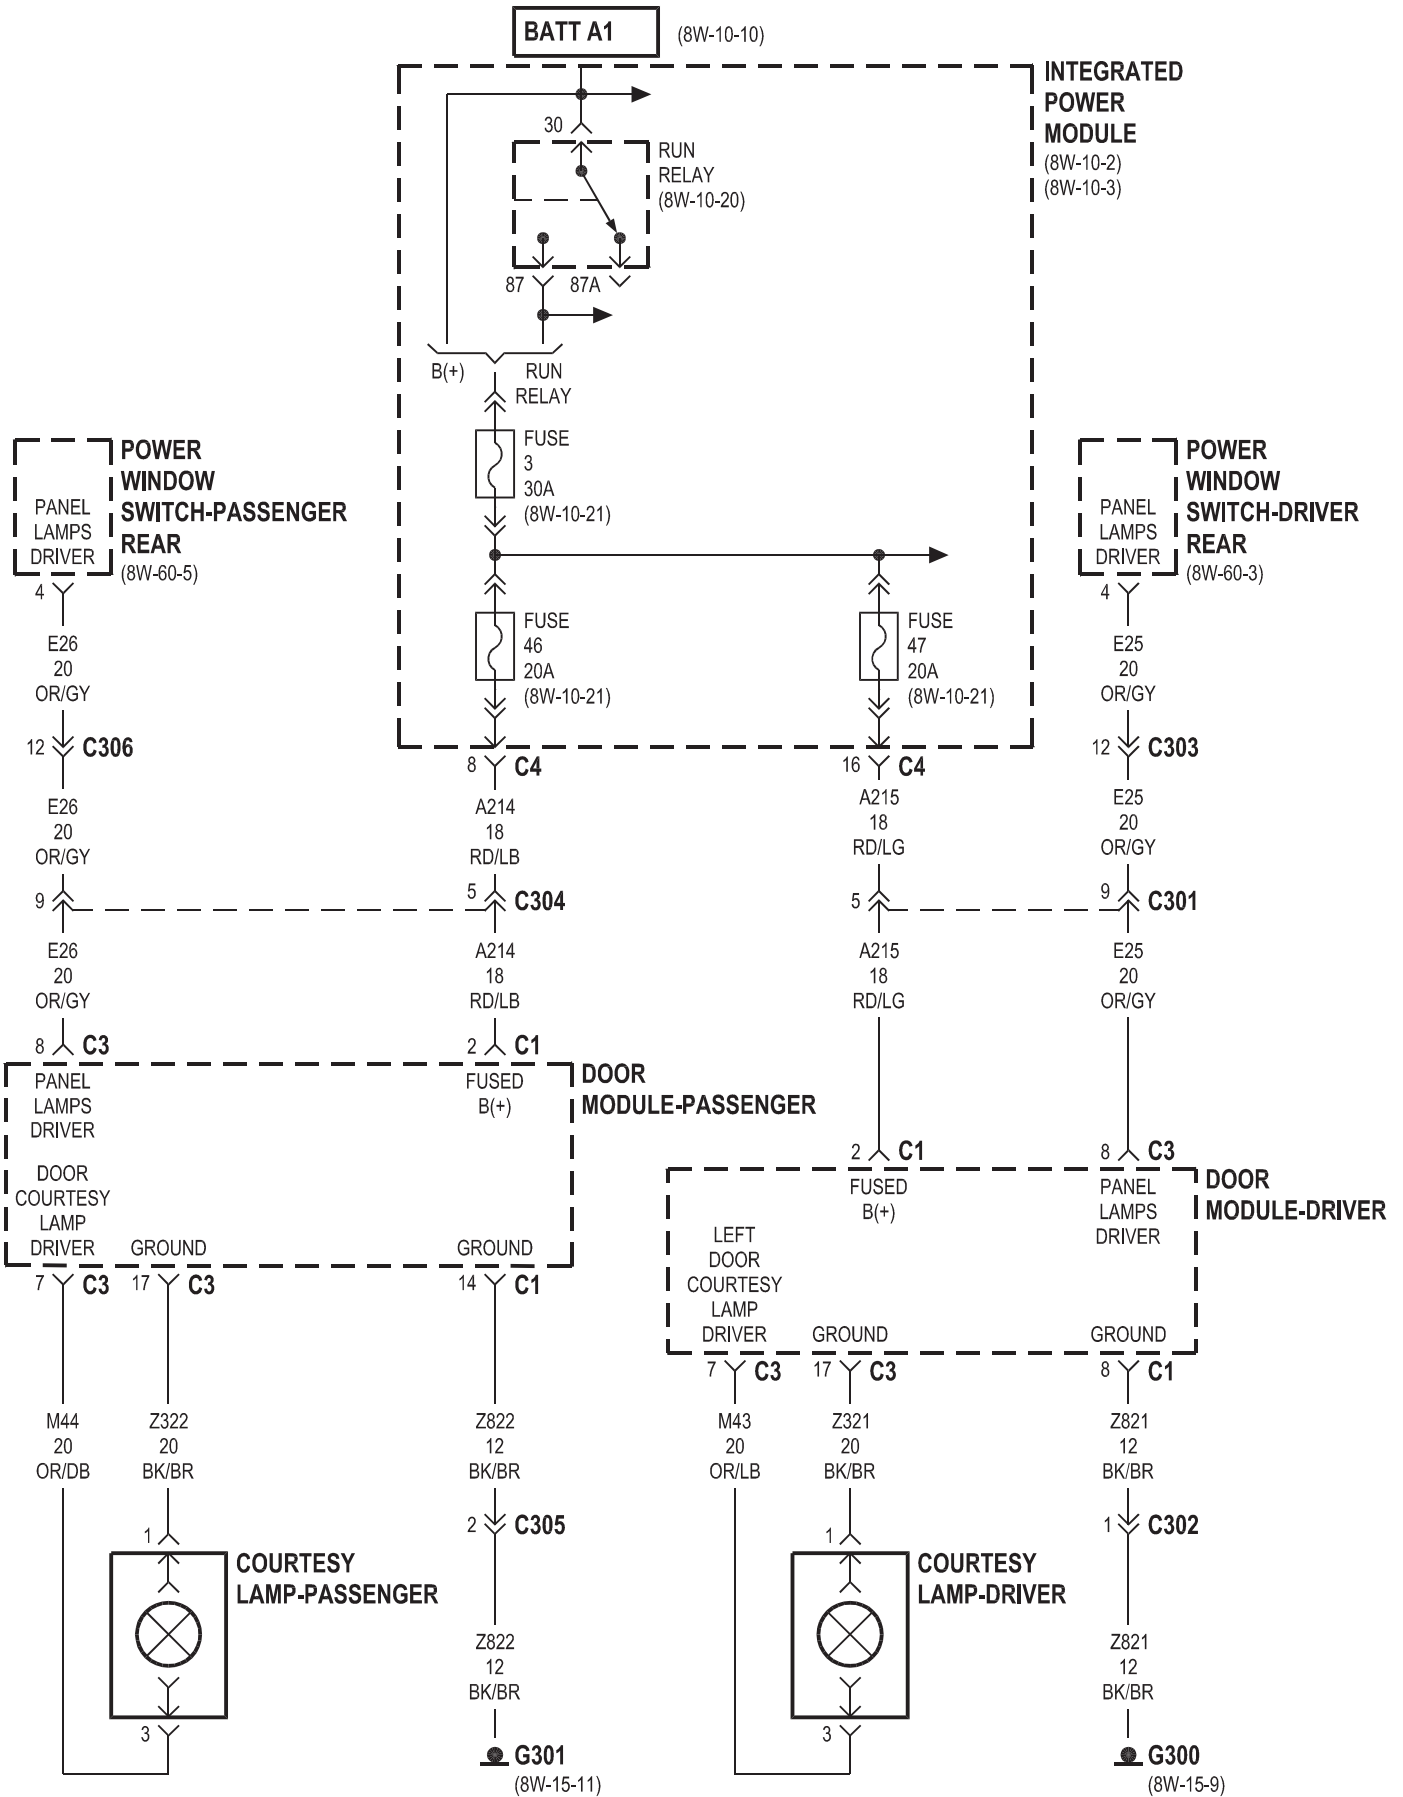 BATT A1
(8W-10-10)
INTEGRATED
POWER
MODULE
(8W-10-2)
(8W-10-3)
30
RUN
RELAY
(8W-10-20)
87
87A
B(+)
RUN
RELAY
FUSE
3
30A
(8W-10-21)
POWER
WINDOW
SWITCH-PASSENGER
REAR
(8W-60-5)
PANEL
LAMPS
DRIVER
4
E26
20
OR/GY
12
C306
E26
20
OR/GY
9
E26
20
OR/GY
8
C3
FUSE
46
20A
(8W-10-21)
8
C4
A214
18
RD/LB
5
C304
A214
18
RD/LB
2
C1
FUSE
47
20A
(8W-10-21)
16
C4
A215
18
RD/LG
5
A215
18
RD/LG
POWER
WINDOW
SWITCH-DRIVER
REAR
(8W-60-3)
PANEL
LAMPS
DRIVER
4
E25
20
OR/GY
12
C303
E25
20
OR/GY
9
C301
E25
20
OR/GY
PANEL
LAMPS
DRIVER
FUSED
B(+)
DOOR
MODULE-PASSENGER
DOOR
COURTESY
LAMP
DRIVER
GROUND
GROUND
7
C3
17
C3
14
C1
M44
20
OR/DB
Z322
20
BK/BR
Z822
12
BK/BR
2
C305
Z822
12
BK/BR
G301
(8W-15-11)
1
COURTESY
LAMP-PASSENGER
3
2
C1
8
C3
DOOR
MODULE-DRIVER
FUSED
B(+)
PANEL
LAMPS
DRIVER
LEFT
DOOR
COURTESY
LAMP
DRIVER
GROUND
GROUND
7
C3
17
C3
8
C1
M43
20
OR/LB
Z321
20
BK/BR
Z821
12
BK/BR
1
C302
Z821
12
BK/BR
G300
(8W-15-9)
1
COURTESY
LAMP-DRIVER
3